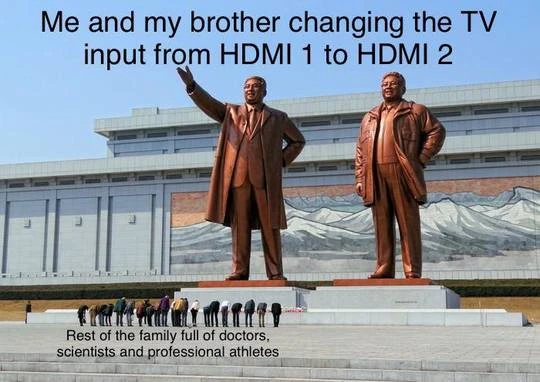 Me and my brother changing the TV
input from HDMI 1 to HDMI 2
Rest of the family full of doctors,
scientists and professional athletes